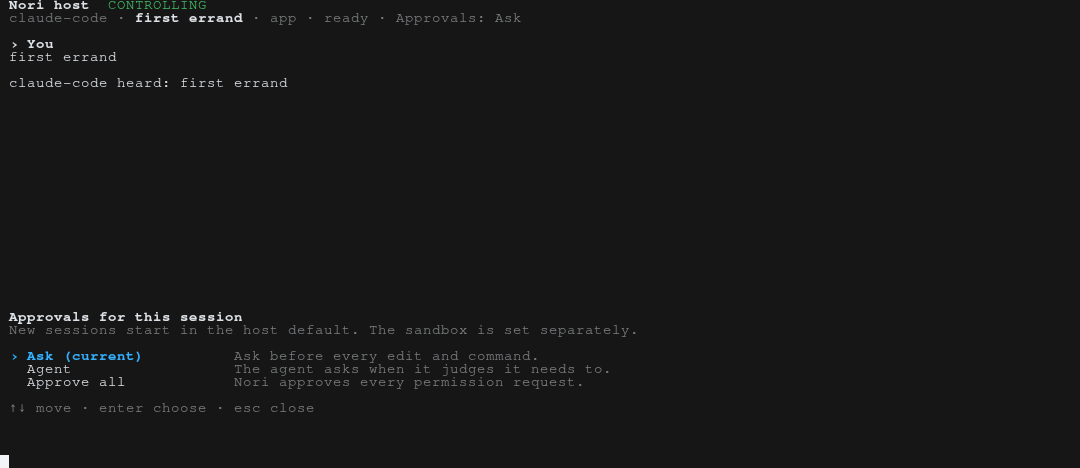 Nori host  CONTROLLING
claude-code · first errand · app · ready · Approvals: Ask
› You
first errand
claude-code heard: first errand
Approvals for this session
New sessions start in the host default. The sandbox is set separately.
› Ask (current)          Ask before every edit and command.
  Agent                  The agent asks when it judges it needs to.
  Approve all            Nori approves every permission request.
↑↓ move · enter choose · esc close